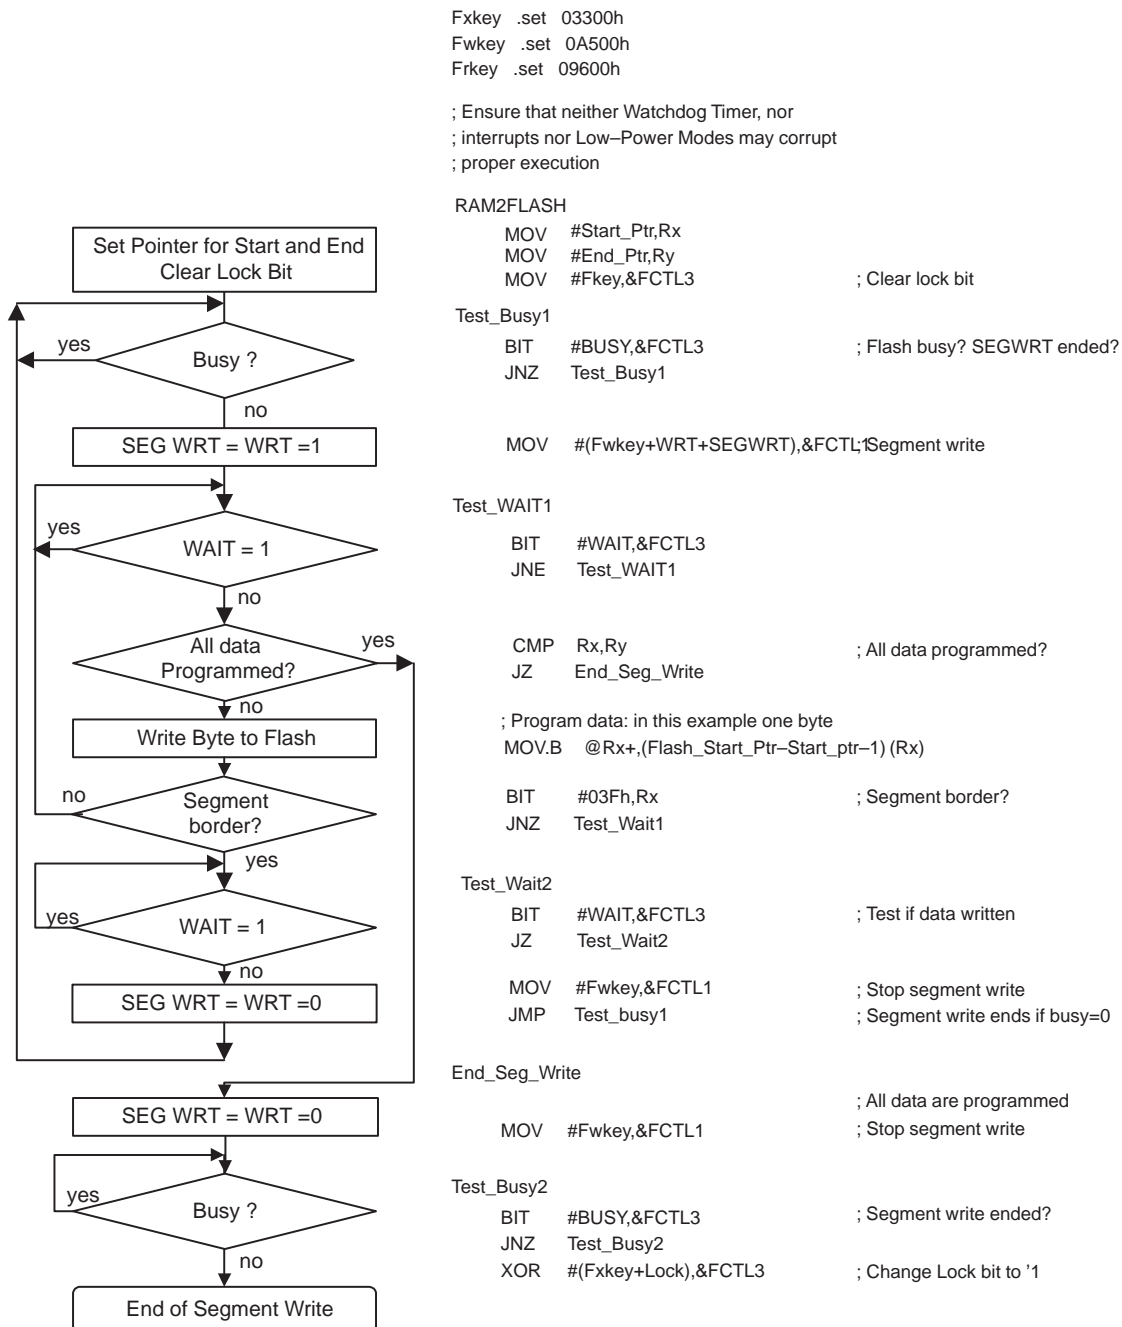 Fxkey .set 03300h
Fwkey .set 0A500h
Frkey .set 09600h
; Ensure that neither Watchdog Timer, nor
; interrupts nor Low–Power Modes may corrupt
; proper execution
RAM2FLASH
MOV #Start_Ptr,Rx
MOV #End_Ptr,Ry
MOV #Fkey,&FCTL3 ; Clear lock bit
Test_Busy1
BIT #BUSY,&FCTL3 ; Flash busy? SEGWRT ended?
JNZ Test_Busy1
MOV #(Fwkey+WRT+SEGWRT),&FCTL1 ; Segment write
Test_WAIT1
BIT #WAIT,&FCTL3
JNE Test_WAIT1
CMP Rx,Ry ; All data programmed?
JZ End_Seg_Write
; Program data: in this example one byte
MOV.B @Rx+,(Flash_Start_Ptr–Start_ptr–1) (Rx)
BIT #03Fh,Rx ; Segment border?
JNZ Test_Wait1
Test_Wait2
BIT #WAIT,&FCTL3 ; Test if data written
JZ Test_Wait2
MOV #Fwkey,&FCTL1 ; Stop segment write
JMP Test_busy1 ; Segment write ends if busy=0
End_Seg_Write
; All data are programmed
MOV #Fwkey,&FCTL1 ; Stop segment write
Test_Busy2
BIT #BUSY,&FCTL3 ; Segment write ended?
JNZ Test_Busy2
XOR #(Fxkey+Lock),&FCTL3 ; Change Lock bit to '1
Set Pointer for Start and End
Clear Lock Bit
yes
Busy ?
no
SEG WRT = WRT =1
yes
WAIT = 1
no
All data
Programmed?
yes
no
Write Byte to Flash
no
Segment
border?
yes
yes
WAIT = 1
no
SEG WRT = WRT =0
SEG WRT = WRT =0
yes
Busy ?
no
End of Segment Write